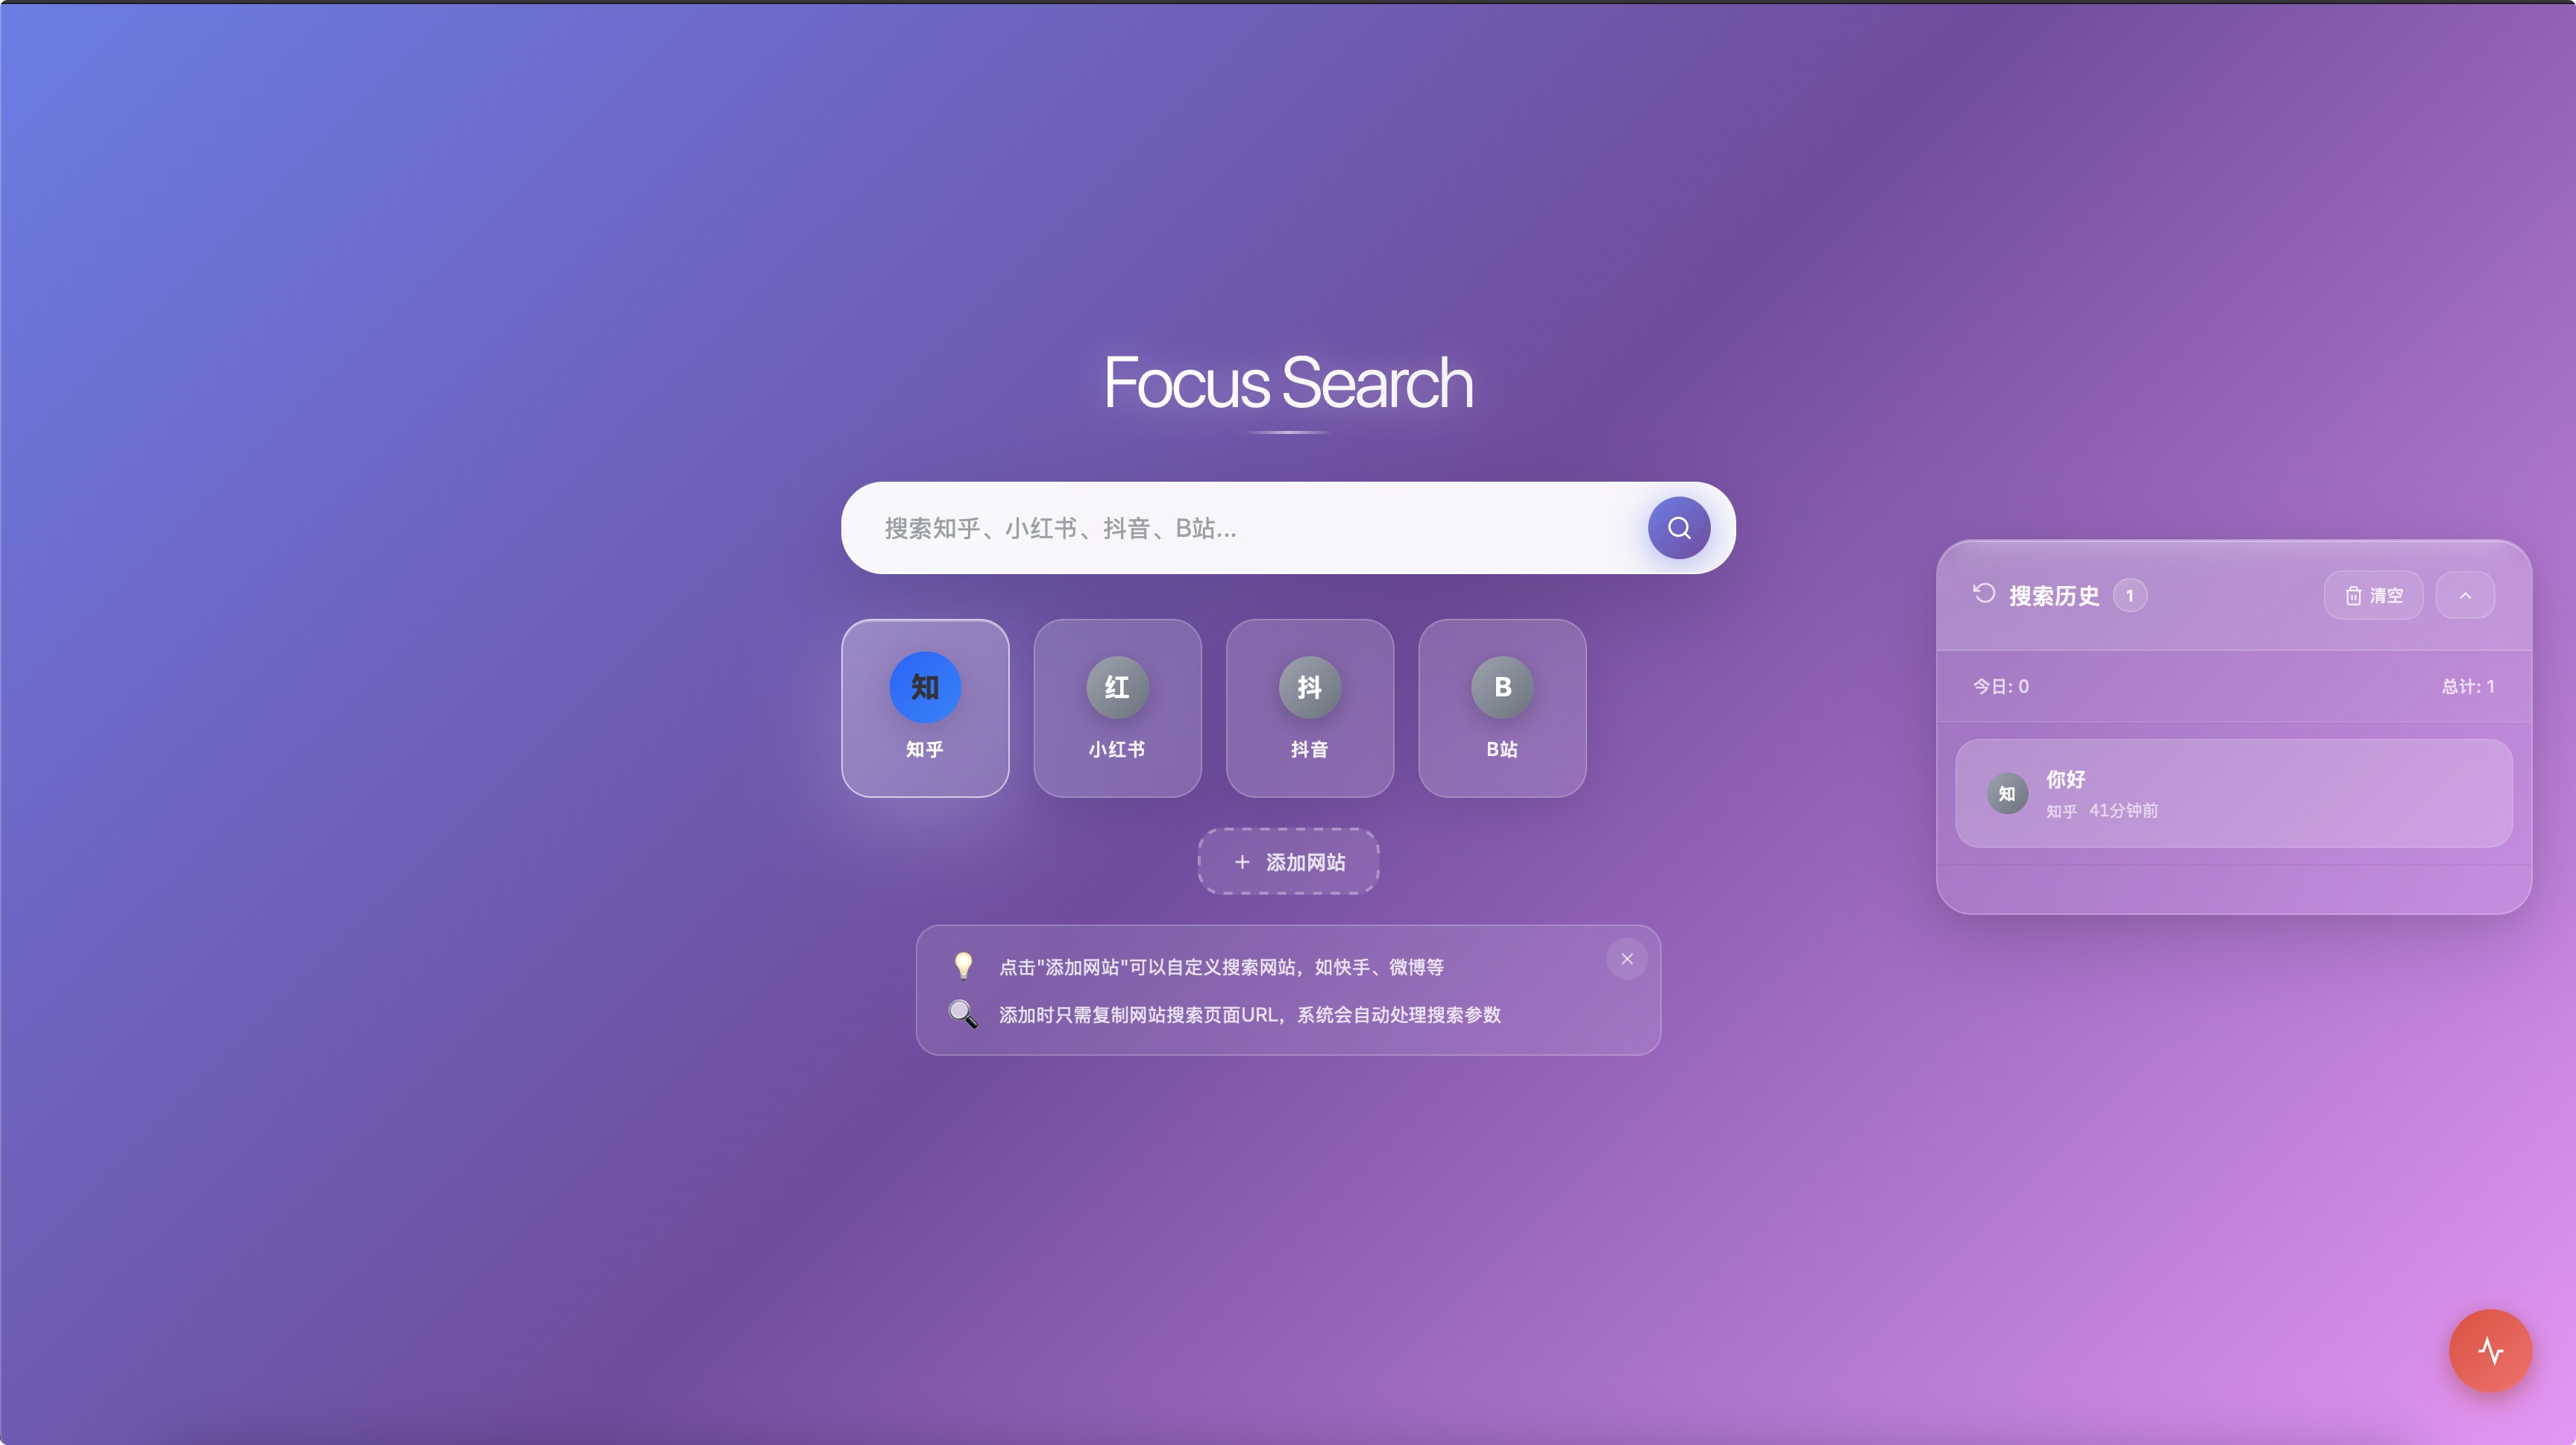 Focus Search
搜索知乎、小红书、抖音、B站...
知
知乎
红
小红书
抖
抖音
B
B站
+ 添加网站
点击"添加网站"可以自定义搜索网站，如快手、微博等
添加时只需复制网站搜索页面URL，系统会自动处理搜索参数
搜索历史 1 清空
今日: 0 总计: 1
知
你好
知乎 41分钟前